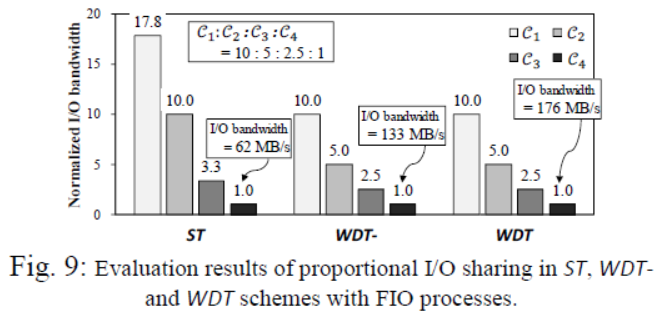 20
15
10
5
0
Normalized I/O bandwidth
17.8
10.0
3.3
1.0
C₁:C₂:C₃:C₄
= 10 : 5 : 2.5 : 1
I/O bandwidth
= 62 MB/s
10.0
5.0
2.5
1.0
I/O bandwidth
= 133 MB/s
C₁ C₂
C₃ C₄
10.0
5.0
2.5
1.0
I/O bandwidth
= 176 MB/s
ST WDT- WDT
Fig. 9: Evaluation results of proportional I/O sharing in ST, WDT-
and WDT schemes with FIO processes.